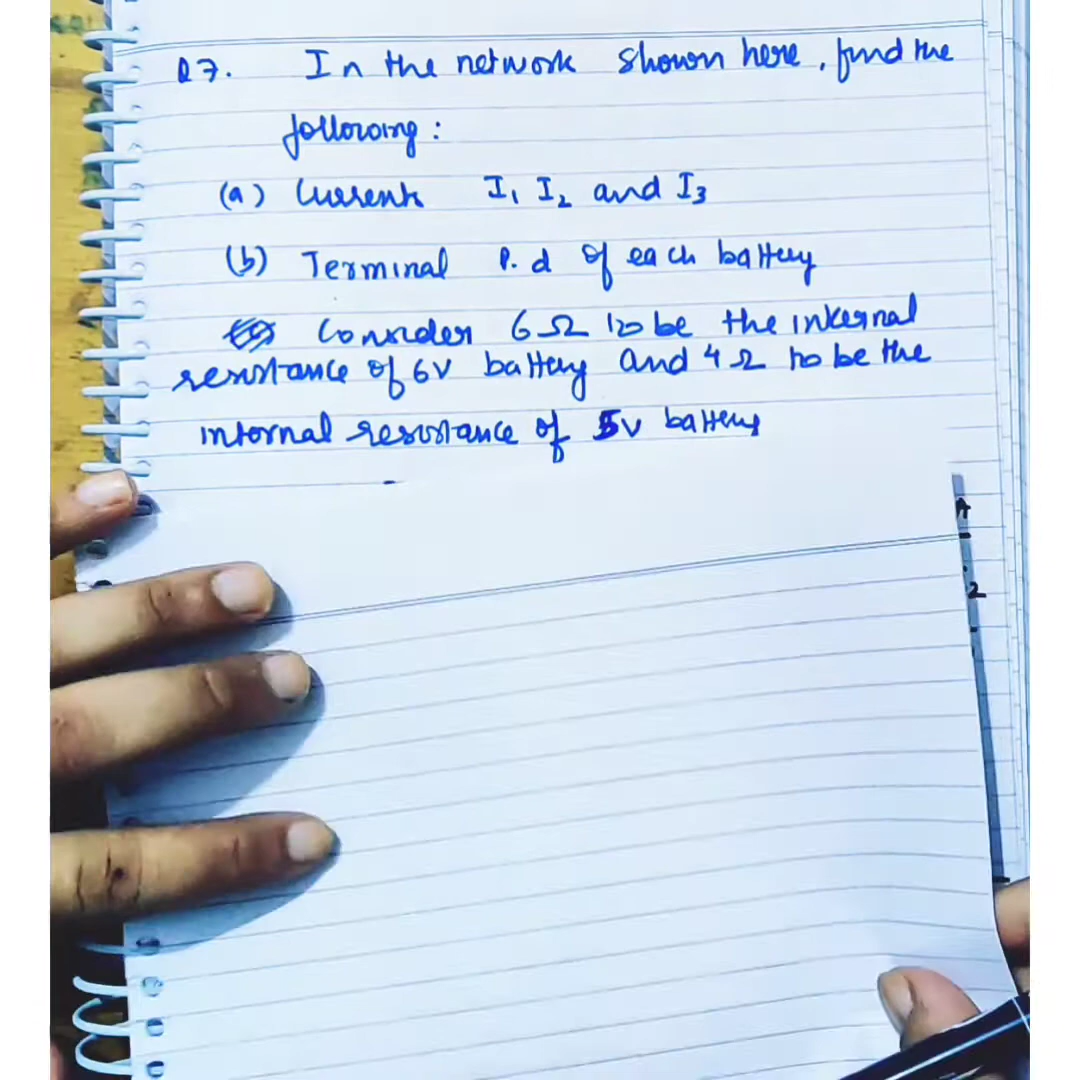 Q7. In the network shown here, find the
following:
(a) Current I₁ I₂ and I₃
(b) Terminal P.d of each battery
Consider 6Ω to be the internal
resistance of 6V battery and 4Ω to be the
internal resistance of 5V battery
2